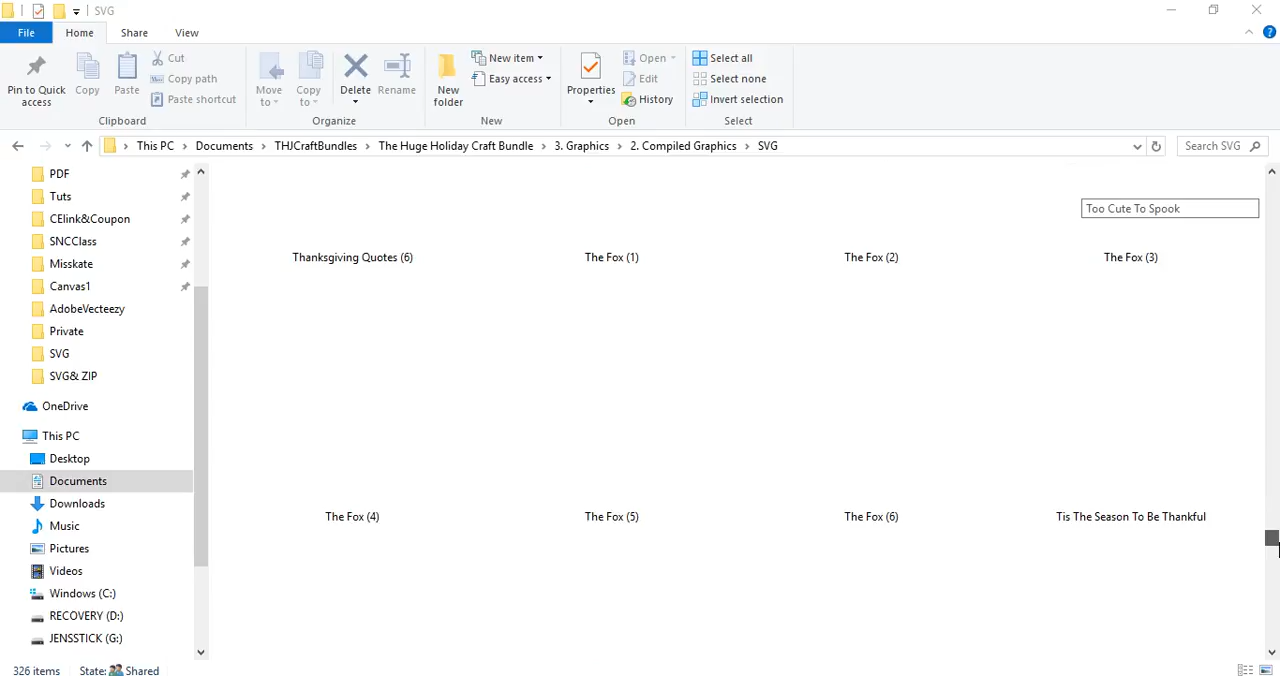 SVG
File Home Share View
Pin to Quick access
Copy
Paste
Cut
Copy path
Paste shortcut
Clipboard
Move to
Copy to
Delete
Rename
Organize
New folder
New item
Easy access
New
Properties
Open
Edit
History
Open
Select all
Select none
Invert selection
Select
This PC > Documents > THJCraftBundles > The Huge Holiday Craft Bundle > 3. Graphics > 2. Compiled Graphics > SVG
Search SVG
PDF
Tuts
CElink&Coupon
SNCClass
Misskate
Canvas1
AdobeVecteezy
Private
SVG
SVG& ZIP
OneDrive
This PC
Desktop
Documents
Downloads
Music
Pictures
Videos
Windows (C:)
RECOVERY (D:)
JENSSTICK (G:)
Too Cute To Spook
Thanksgiving Quotes (6) The Fox (1) The Fox (2) The Fox (3)
The Fox (4) The Fox (5) The Fox (6) Tis The Season To Be Thankful
326 items State: Shared